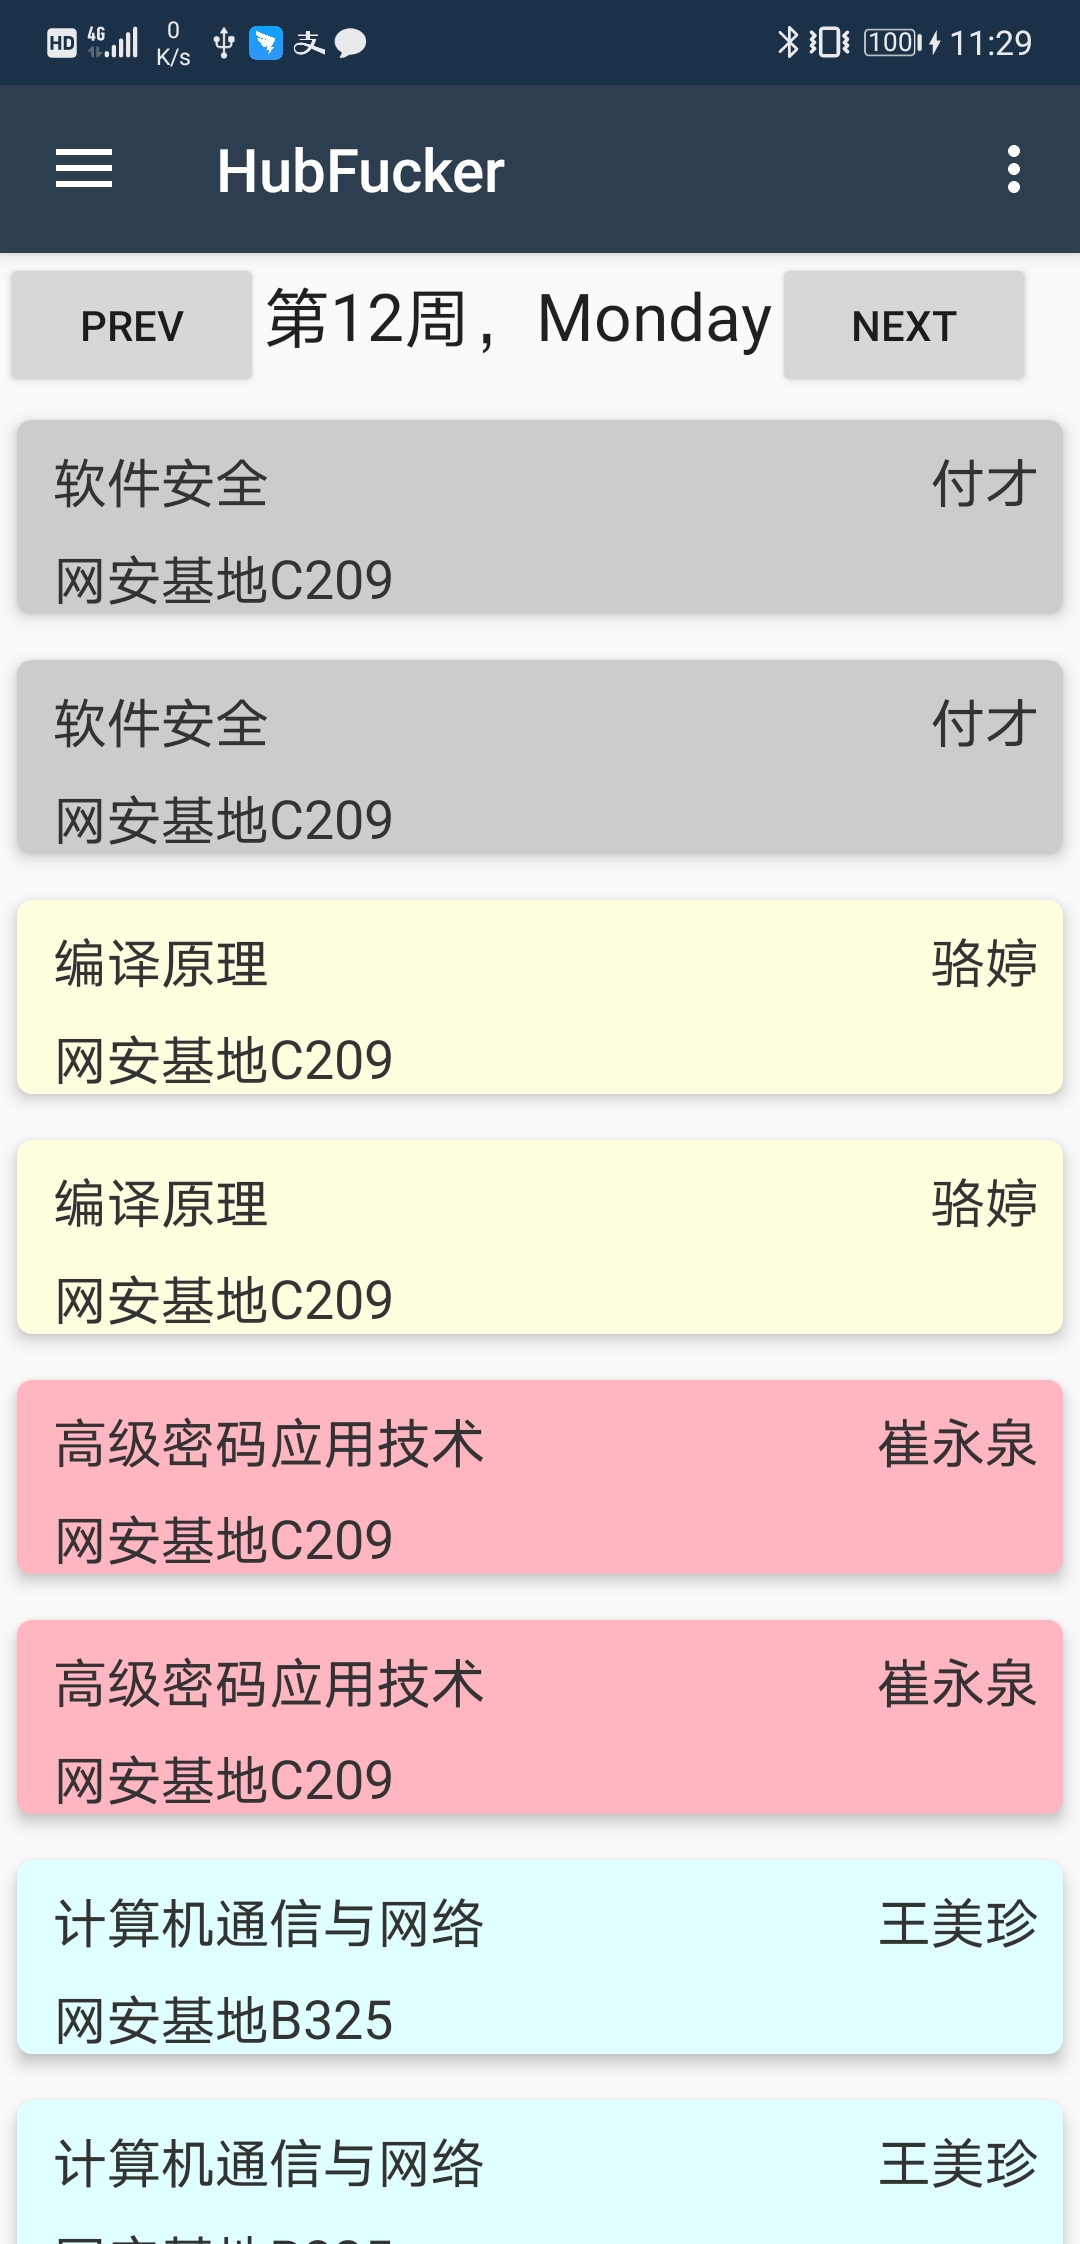 HD 4G 0 K/s 支 100 11:29
HubFucker
PREV 第12周，Monday NEXT
软件安全 付才
网安基地C209
软件安全 付才
网安基地C209
编译原理 骆婷
网安基地C209
编译原理 骆婷
网安基地C209
高级密码应用技术 崔永泉
网安基地C209
高级密码应用技术 崔永泉
网安基地C209
计算机通信与网络 王美珍
网安基地B325
计算机通信与网络 王美珍